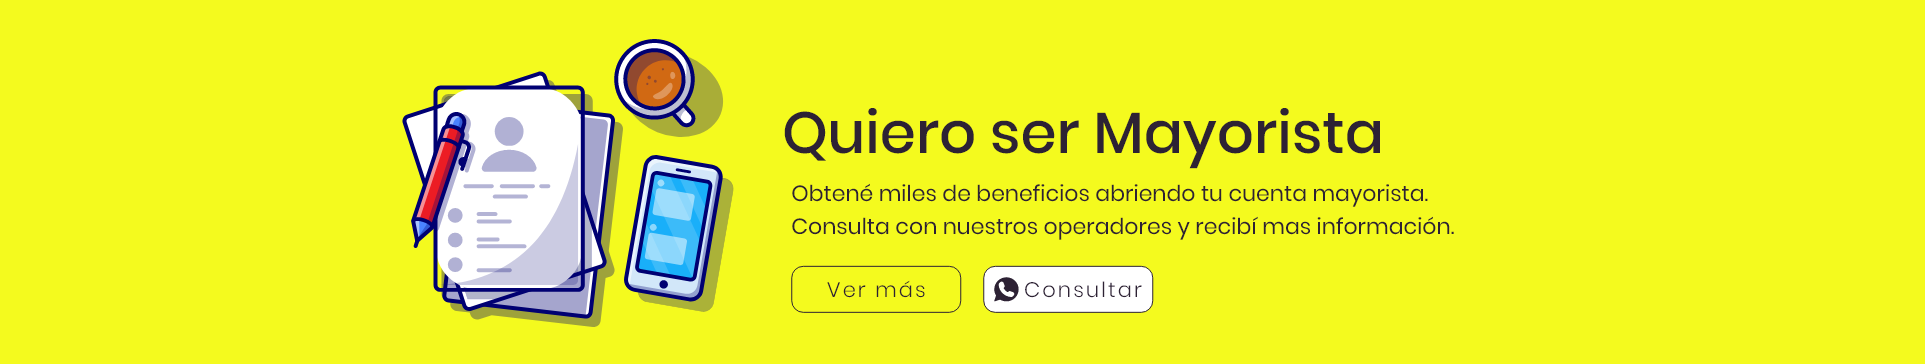 Quiero ser Mayorista
Obtené miles de beneficios abriendo tu cuenta mayorista.
Consulta con nuestros operadores y recibí mas información.
Ver más
Consultar